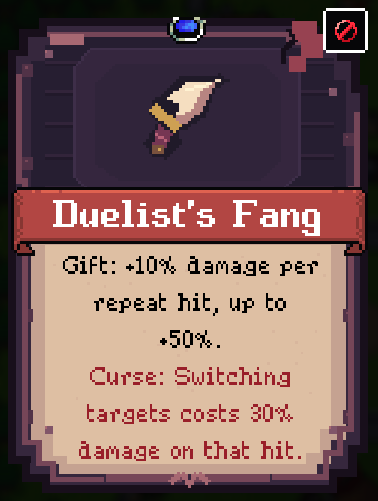 Duelist's Fang
Gift: +10% damage per
repeat hit, up to
+50%.
Curse: Switching
targets costs 30%
damage on that hit.